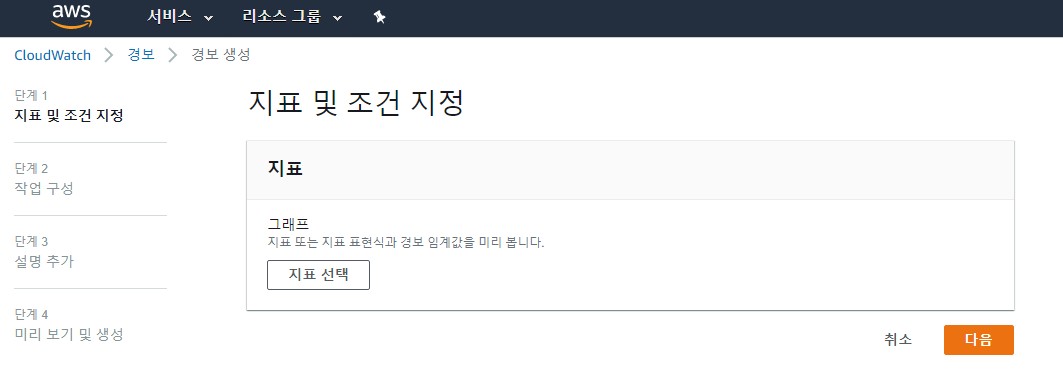 aws 서비스 리소스 그룹
CloudWatch 경보 경보 생성
단계 1
지표 및 조건 지정
단계 2
작업 구성
단계 3
설명 추가
단계 4
미리 보기 및 생성
지표 및 조건 지정
지표
그래프
지표 또는 지표 표현식과 경보 임계값을 미리 봅니다.
지표 선택
취소 다음